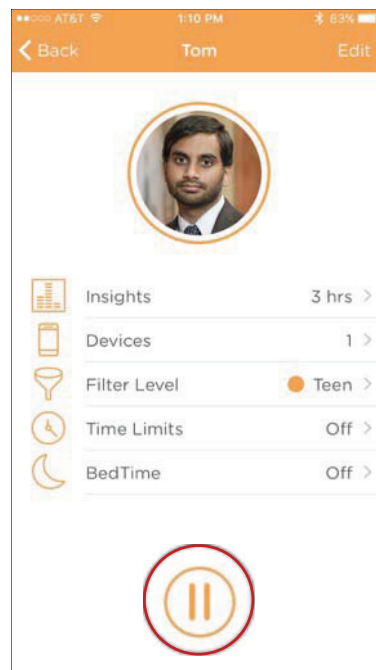 AT&T 1:10 PM 83%
Back Tom Edit
Insights 3 hrs
Devices 1
Filter Level Teen
Time Limits Off
BedTime Off